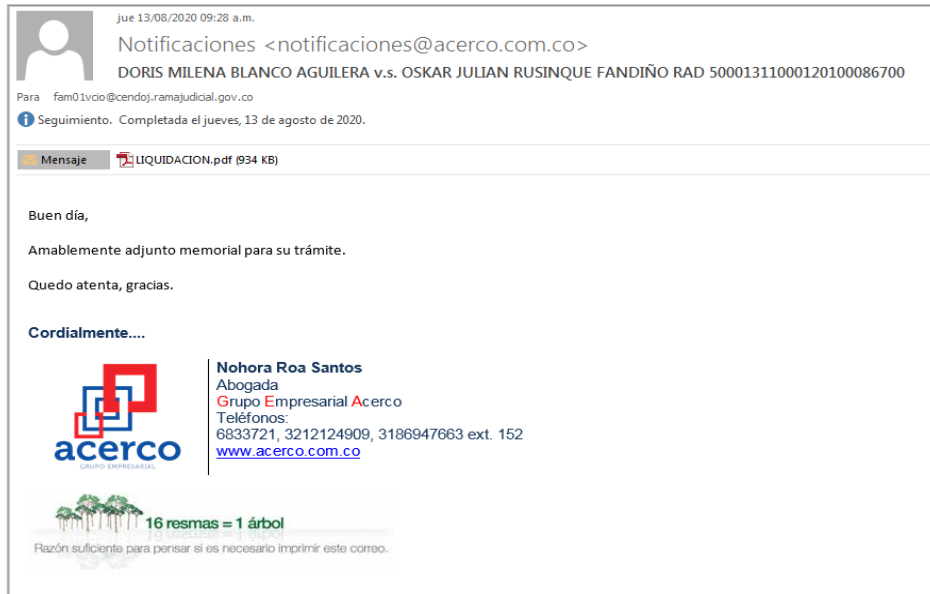 jue 13/08/2020 09:28 a.m.
Notificaciones <notificaciones@acerco.com.co>
DORIS MILENA BLANCO AGUILERA v.s. OSKAR JULIAN RUSINQUE FANDIÑO RAD 50001311000120100086700
Para fam01vcio@cendoj.ramajudicial.gov.co
Seguimiento. Completada el jueves, 13 de agosto de 2020.
Mensaje LIQUIDACION.pdf (934 KB)
Buen día,
Amablemente adjunto memorial para su trámite.
Quedo atenta, gracias.
Cordialmente....
Nohora Roa Santos
Abogada
Grupo Empresarial Acerco
Teléfonos:
6833721, 3212124909, 3186947663 ext. 152
www.acerco.com.co
acerco
GRUPO EMPRESARIAL
16 resmas = 1 árbol
Razón suficiente para pensar si es necesario imprimir este correo.